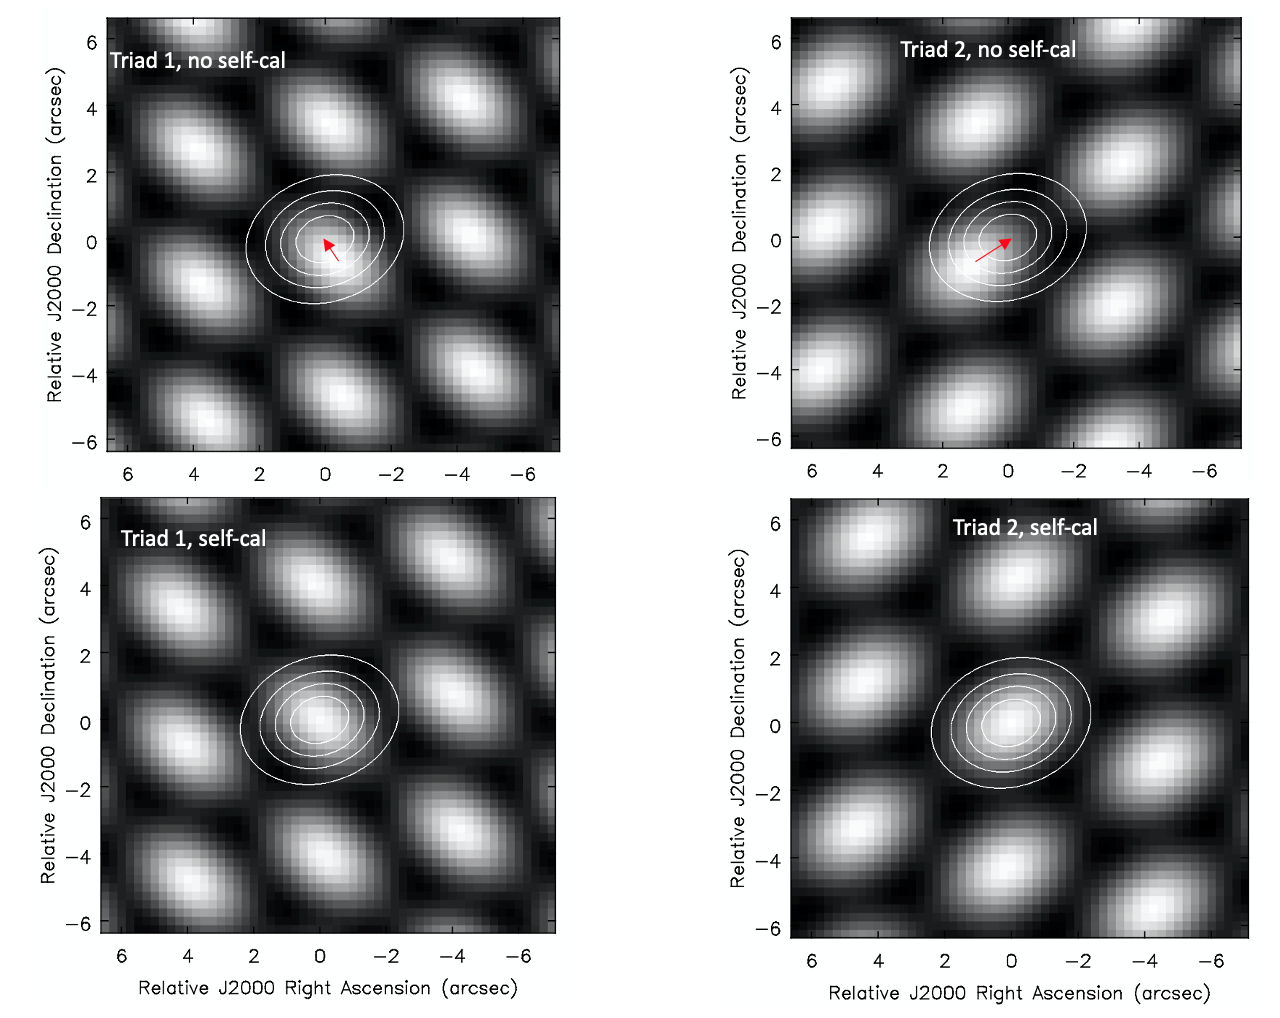 Triad 1, no self-cal
Relative J2000 Declination (arcsec)
6
4
2
0
−2
−4
−6
6 4 2 0 −2 −4 −6
Triad 2, no self-cal
Relative J2000 Declination (arcsec)
6
4
2
0
−2
−4
−6
6 4 2 0 −2 −4 −6
Triad 1, self-cal
Relative J2000 Declination (arcsec)
6
4
2
0
−2
−4
−6
6 4 2 0 −2 −4 −6
Relative J2000 Right Ascension (arcsec)
Triad 2, self-cal
Relative J2000 Declination (arcsec)
6
4
2
0
−2
−4
−6
6 4 2 0 −2 −4 −6
Relative J2000 Right Ascension (arcsec)